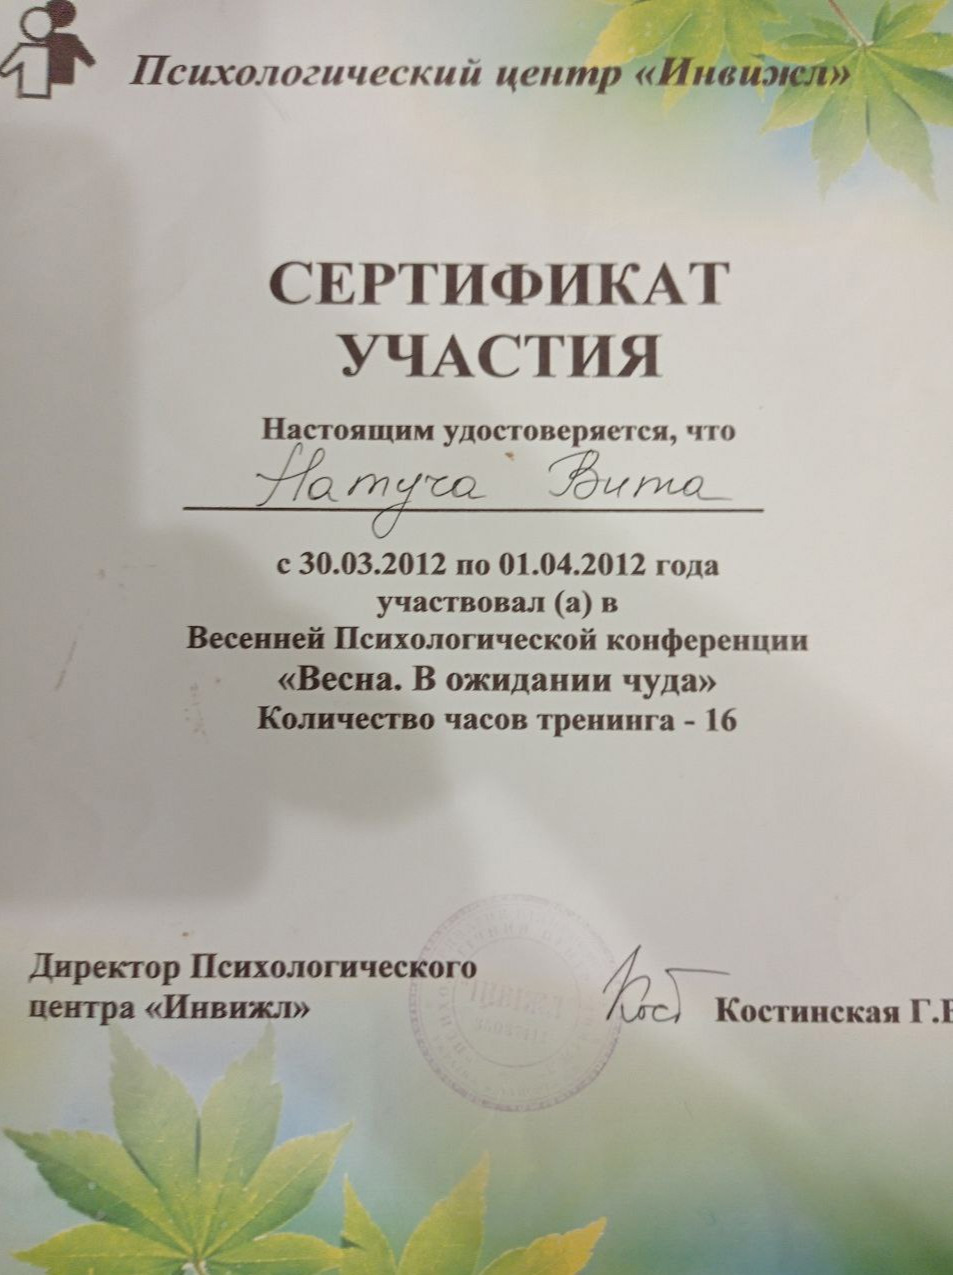 Психологический центр «Инвижл»
СЕРТИФИКАТ
УЧАСТИЯ
Настоящим удостоверяется, что
Натуча Вита
с 30.03.2012 по 01.04.2012 года
участвовал (а) в
Весенней Психологической конференции
«Весна. В ожидании чуда»
Количество часов тренинга - 16
Директор Психологического
центра «Инвижл»
Кост
Костинская Г.